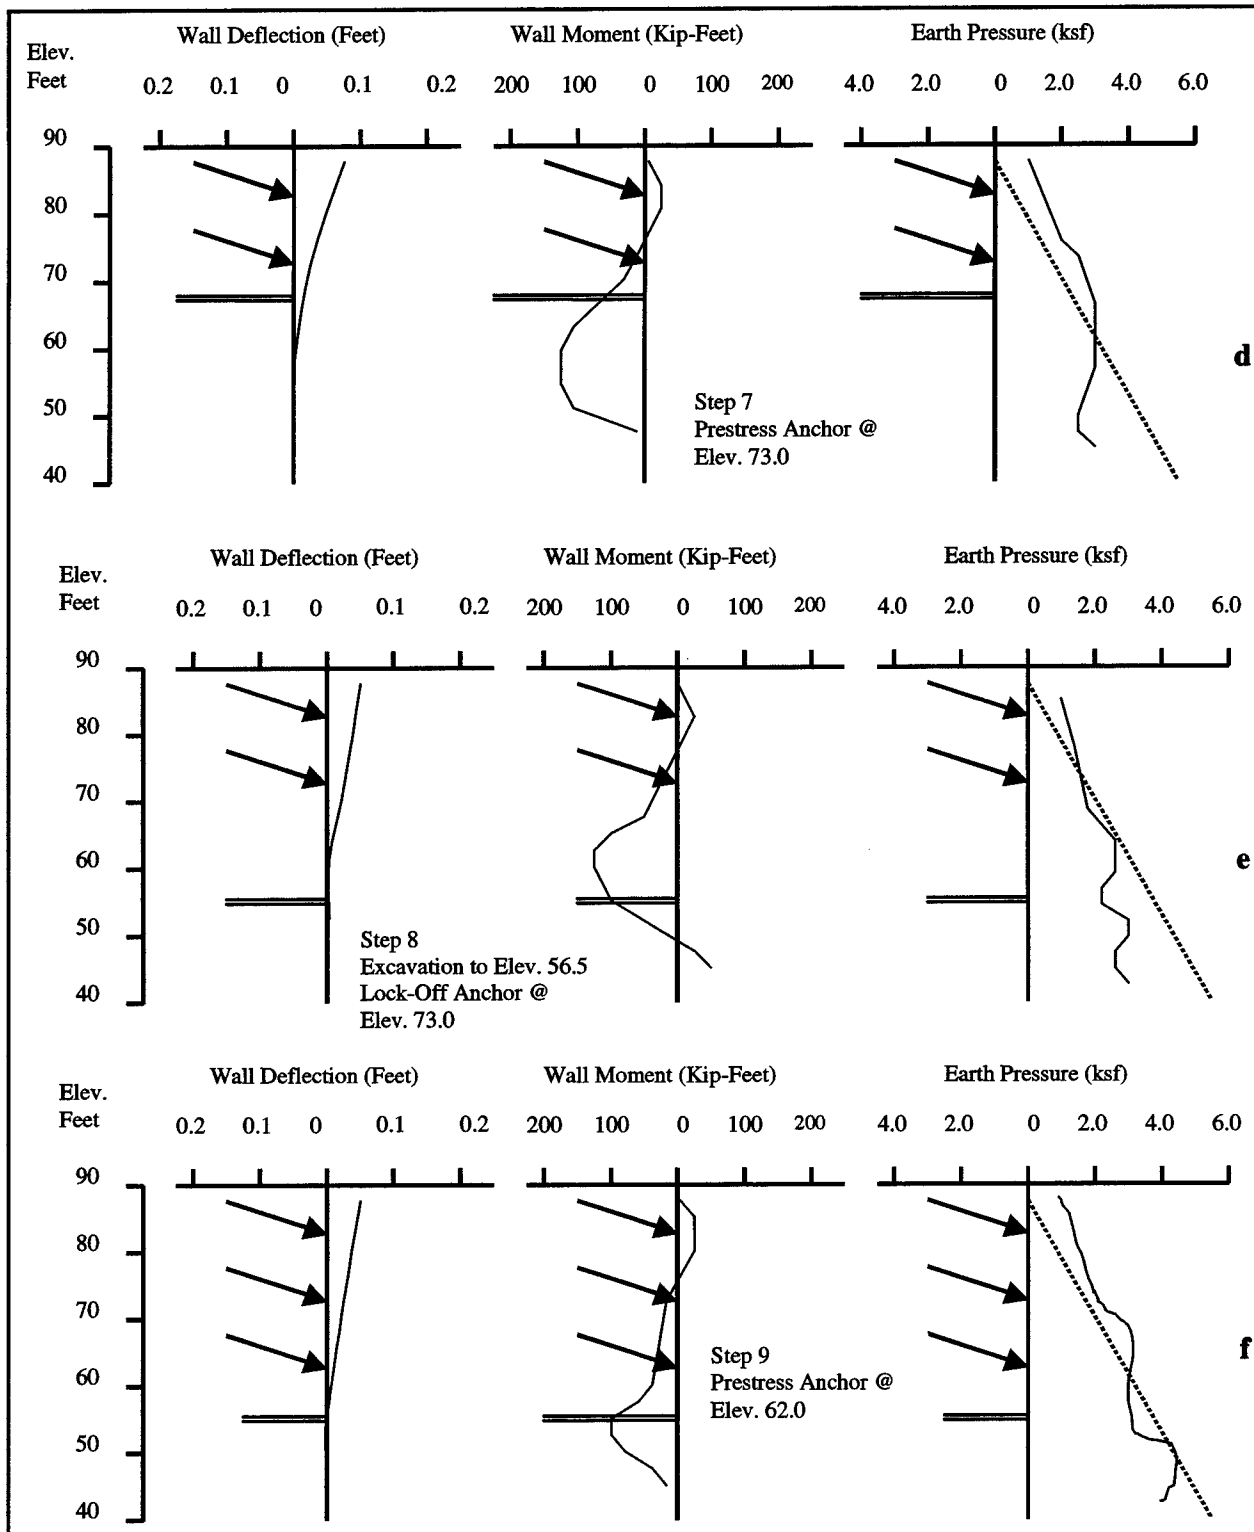 Wall Deflection (Feet) Wall Moment (Kip-Feet) Earth Pressure (ksf)
Elev.
Feet
0.2 0.1 0 0.1 0.2 200 100 0 100 200 4.0 2.0 0 2.0 4.0 6.0
90
80
70
60
50
40
Step 7
Prestress Anchor @
Elev. 73.0
d
Wall Deflection (Feet) Wall Moment (Kip-Feet) Earth Pressure (ksf)
Elev.
Feet
0.2 0.1 0 0.1 0.2 200 100 0 100 200 4.0 2.0 0 2.0 4.0 6.0
90
80
70
60
50
40
Step 8
Excavation to Elev. 56.5
Lock-Off Anchor @
Elev. 73.0
e
Wall Deflection (Feet) Wall Moment (Kip-Feet) Earth Pressure (ksf)
Elev.
Feet
0.2 0.1 0 0.1 0.2 200 100 0 100 200 4.0 2.0 0 2.0 4.0 6.0
90
80
70
60
50
40
Step 9
Prestress Anchor @
Elev. 62.0
f